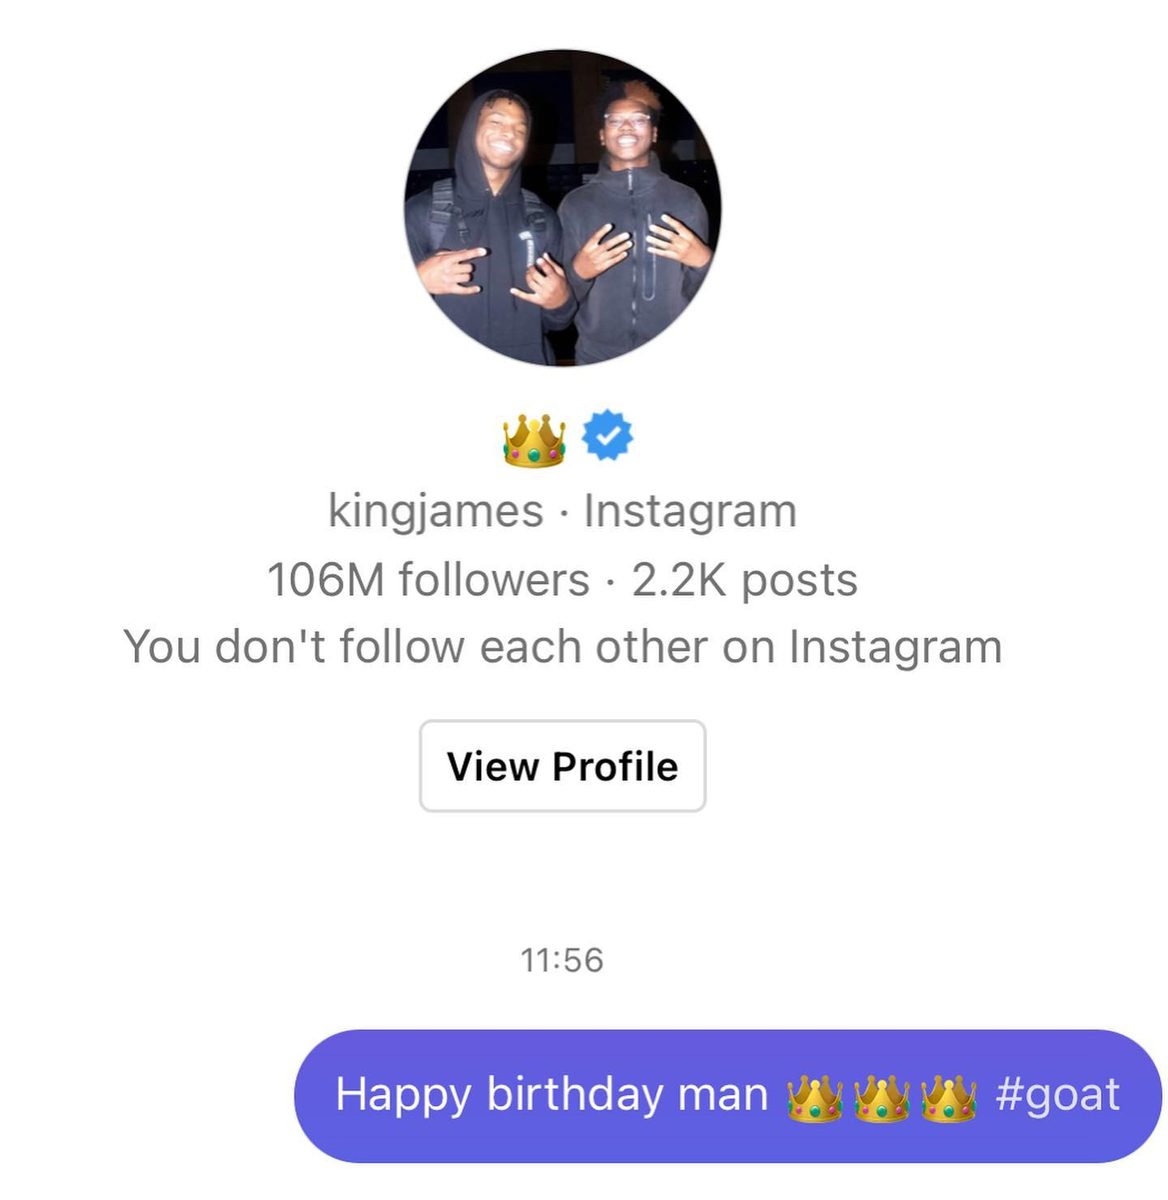 👑
kingjames · Instagram
106M followers · 2.2K posts
You don't follow each other on Instagram
View Profile
11:56
Happy birthday man 👑👑👑 #goat